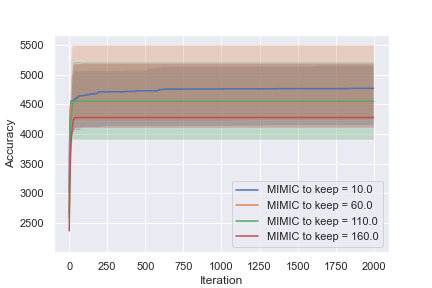 5500
5000
4500
4000
3500
3000
2500
Accuracy
0
250
500
750
1000
1250
1500
1750
2000
Iteration
MIMIC to keep = 10.0
MIMIC to keep = 60.0
MIMIC to keep = 110.0
MIMIC to keep = 160.0